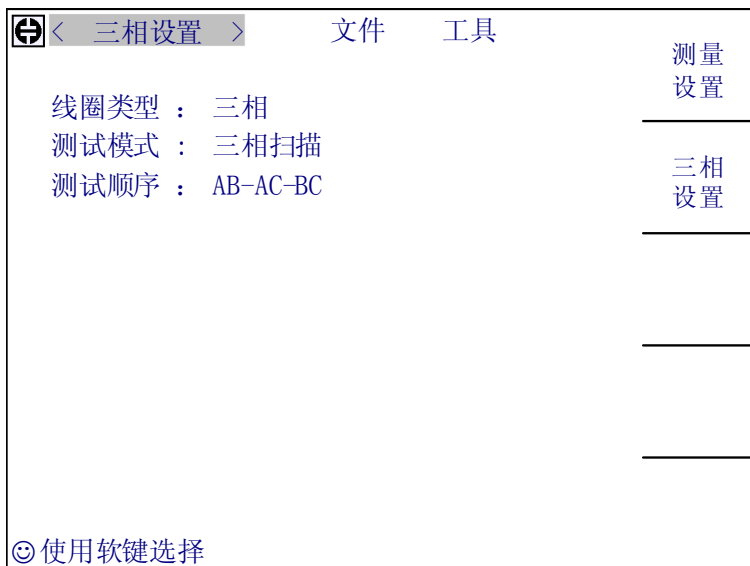 < 三相设置 > 文件 工具
测量
设置
线圈类型 : 三相
测试模式 : 三相扫描
测试顺序 : AB-AC-BC
三相
设置
使用软键选择